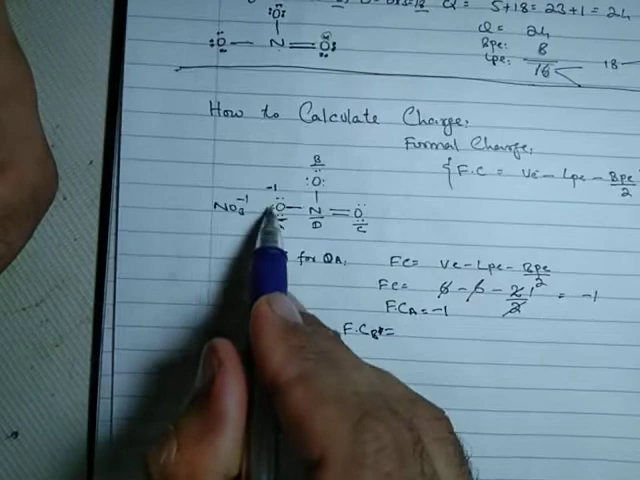 Q = 5+18 = 23+1 = 24
:Ö: — N = Ö:
Q = 24
Bpe: 8
Lpe: 16
18
How to Calculate Charge:
Formal Charge,
F.C = Ve - Lpe - Bpe/2
B
:Ö:
-1
NO3 -1
:O — N = O
D
C
for OA,
FC = Ve - Lpe - Bpe/2
FC = 6 - 6 - 2/2 1 = -1
F.CA = -1
F.CB =